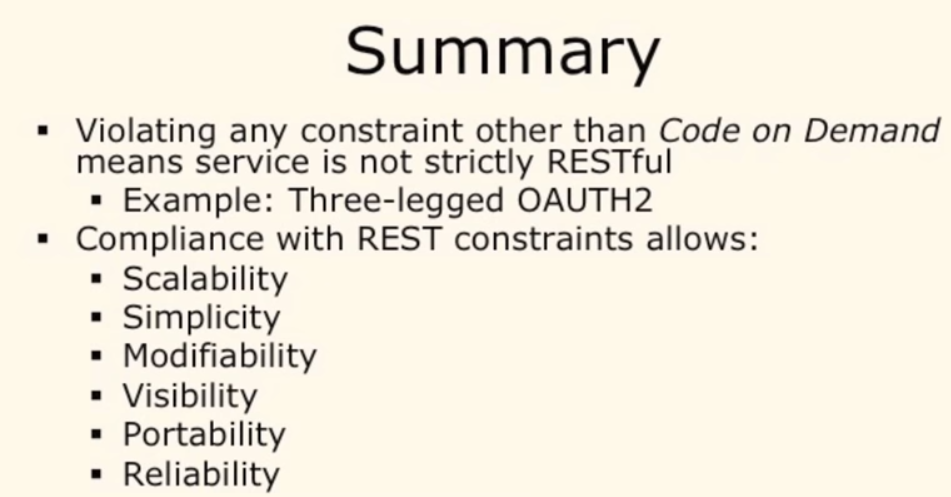 Summary
▪ Violating any constraint other than Code on Demand
means service is not strictly RESTful
▪ Example: Three-legged OAUTH2
▪ Compliance with REST constraints allows:
▪ Scalability
▪ Simplicity
▪ Modifiability
▪ Visibility
▪ Portability
▪ Reliability